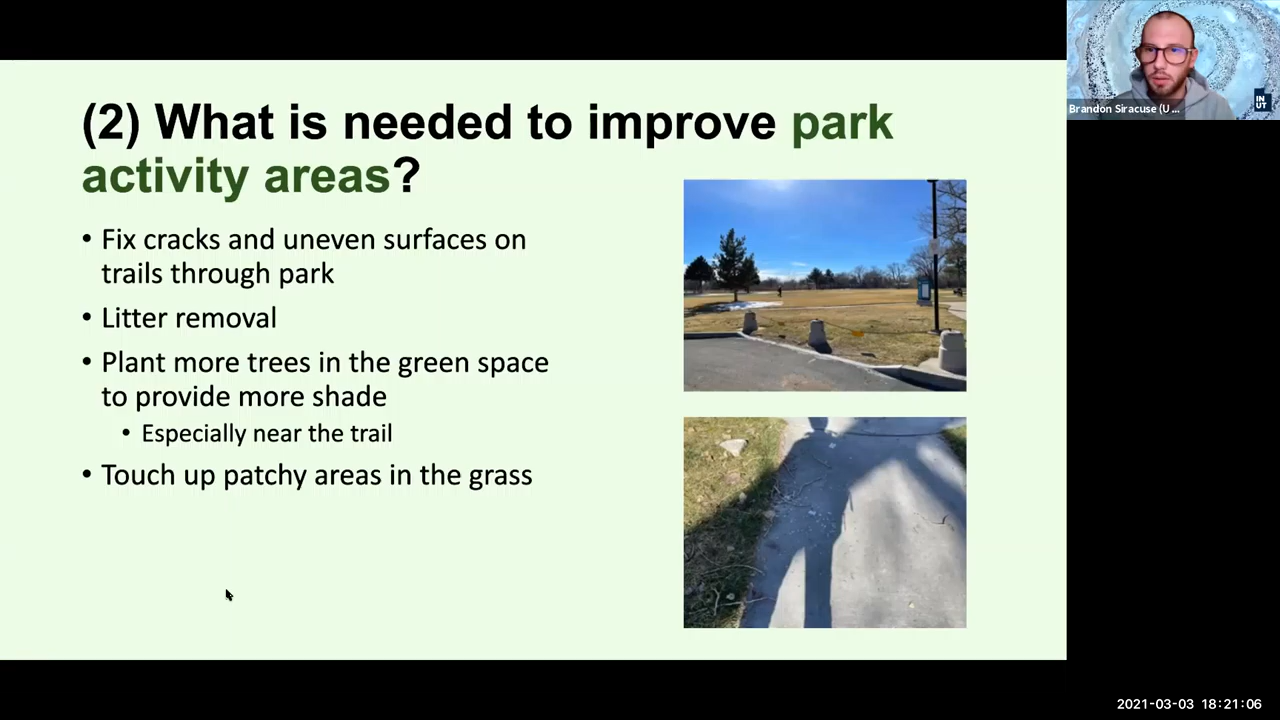 (2) What is needed to improve park
activity areas?
• Fix cracks and uneven surfaces on
trails through park
• Litter removal
• Plant more trees in the green space
to provide more shade
• Especially near the trail
• Touch up patchy areas in the grass
Brandon Siracuse (U ...
IN
UT
2021-03-03 18:21:06